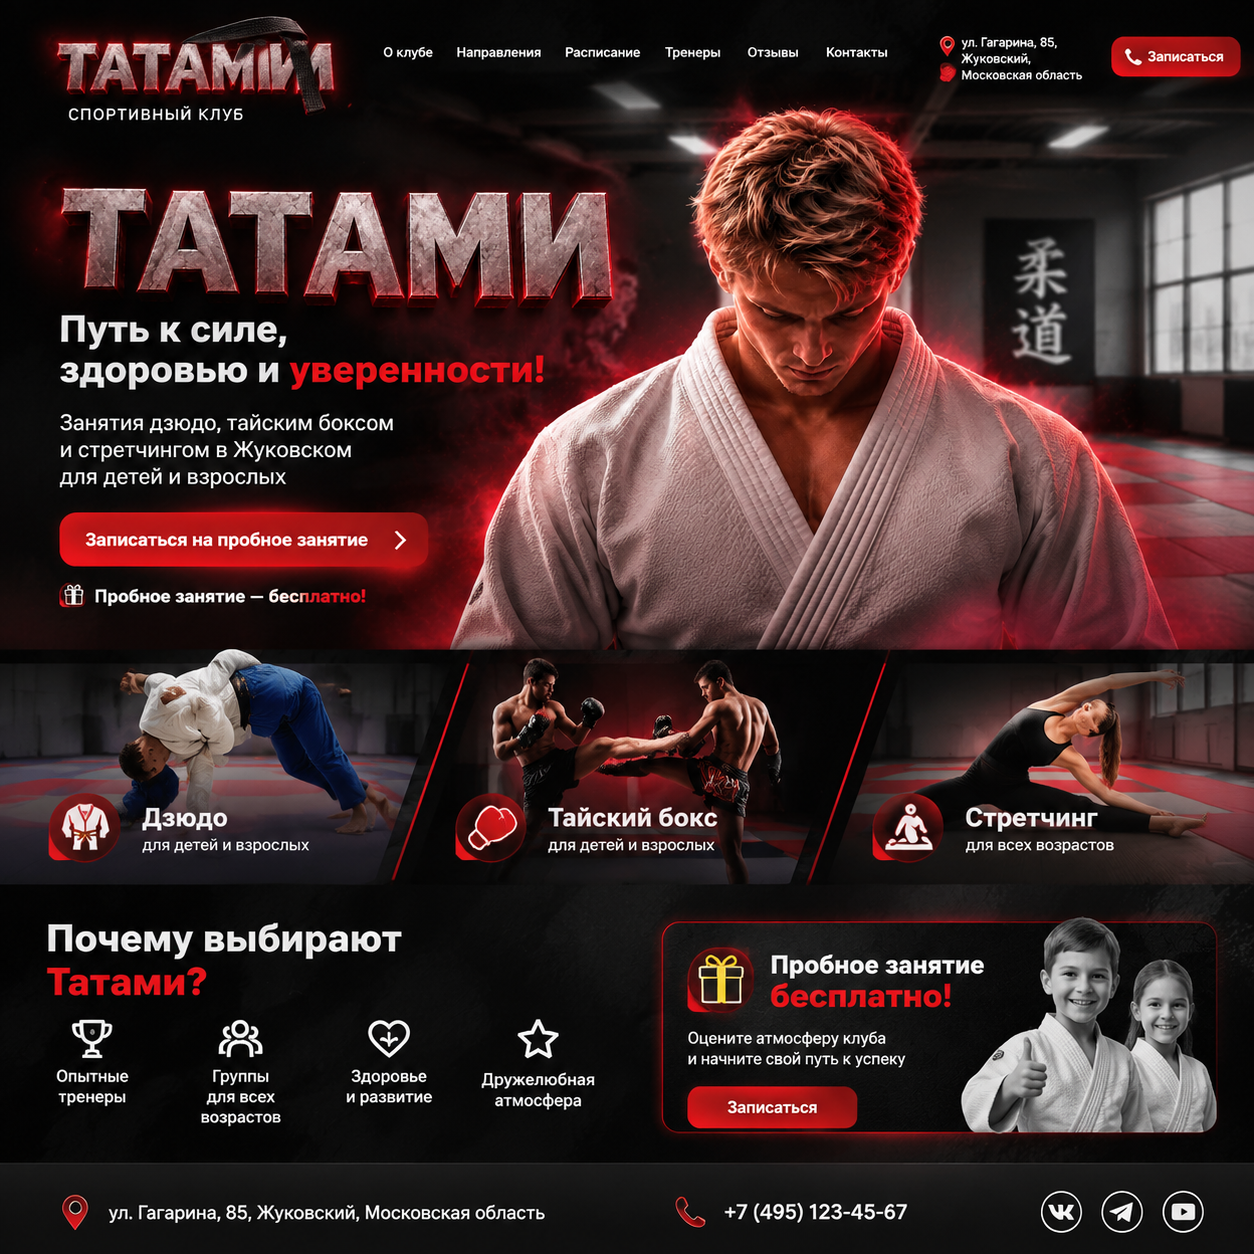 ТАТАМИ
СПОРТИВНЫЙ КЛУБ
О клубе
Направления
Расписание
Тренеры
Отзывы
Контакты
ул. Гагарина, 85,
Жуковский,
Московская область
Записаться
ТАТАМИ
Путь к силе,
здоровью и уверенности!
Занятия дзюдо, тайским боксом
и стретчингом в Жуковском
для детей и взрослых
Записаться на пробное занятие
Пробное занятие — бесплатно!
柔
道
Дзюдо
для детей и взрослых
Тайский бокс
для детей и взрослых
Стретчинг
для всех возрастов
Почему выбирают
Татами?
Опытные
тренеры
Группы
для всех
возрастов
Здоровье
и развитие
Дружелюбная
атмосфера
Пробное занятие
бесплатно!
Оцените атмосферу клуба
и начните свой путь к успеку
Записаться
ул. Гагарина, 85, Жуковский, Московская область
+7 (495) 123-45-67